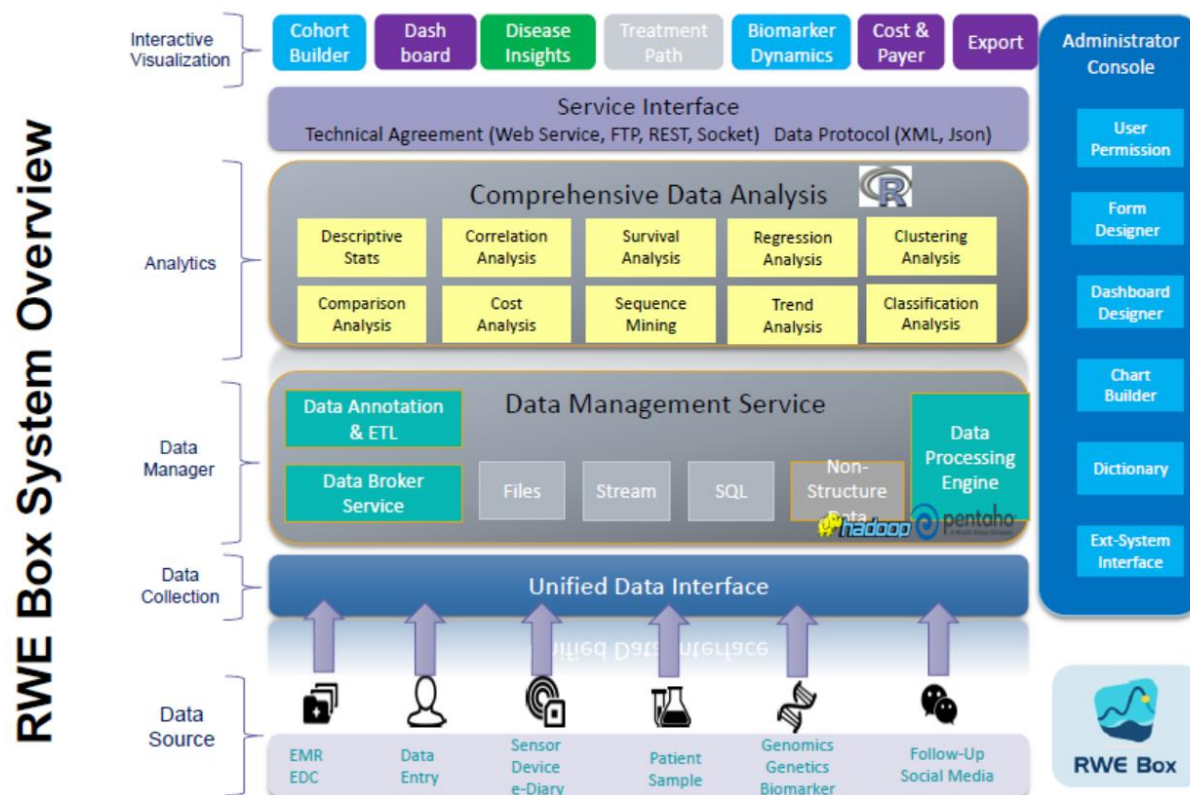 RWE Box System Overview
Interactive
Visualization
Cohort
Builder
Dash
board
Disease
Insights
Treatment
Path
Biomarker
Dynamics
Cost &
Payer
Export
Administrator
Console
Service Interface
Technical Agreement (Web Service, FTP, REST, Socket) Data Protocol (XML, Json)
User
Permission
Form
Designer
Dashboard
Designer
Chart
Builder
Dictionary
Ext-System
Interface
Analytics
Comprehensive Data Analysis
R
Descriptive
Stats
Correlation
Analysis
Survival
Analysis
Regression
Analysis
Clustering
Analysis
Comparison
Analysis
Cost
Analysis
Sequence
Mining
Trend
Analysis
Classification
Analysis
Data
Manager
Data Management Service
Data Annotation
& ETL
Data Broker
Service
Files
Stream
SQL
Non-
Structure
Data
Data
Processing
Engine
hadoop
pentaho
Data
Collection
Unified Data Interface
Unified Data Interface
Data
Source
EMR
EDC
Data
Entry
Sensor
Device
e-Diary
Patient
Sample
Genomics
Genetics
Biomarker
Follow-Up
Social Media
RWE Box